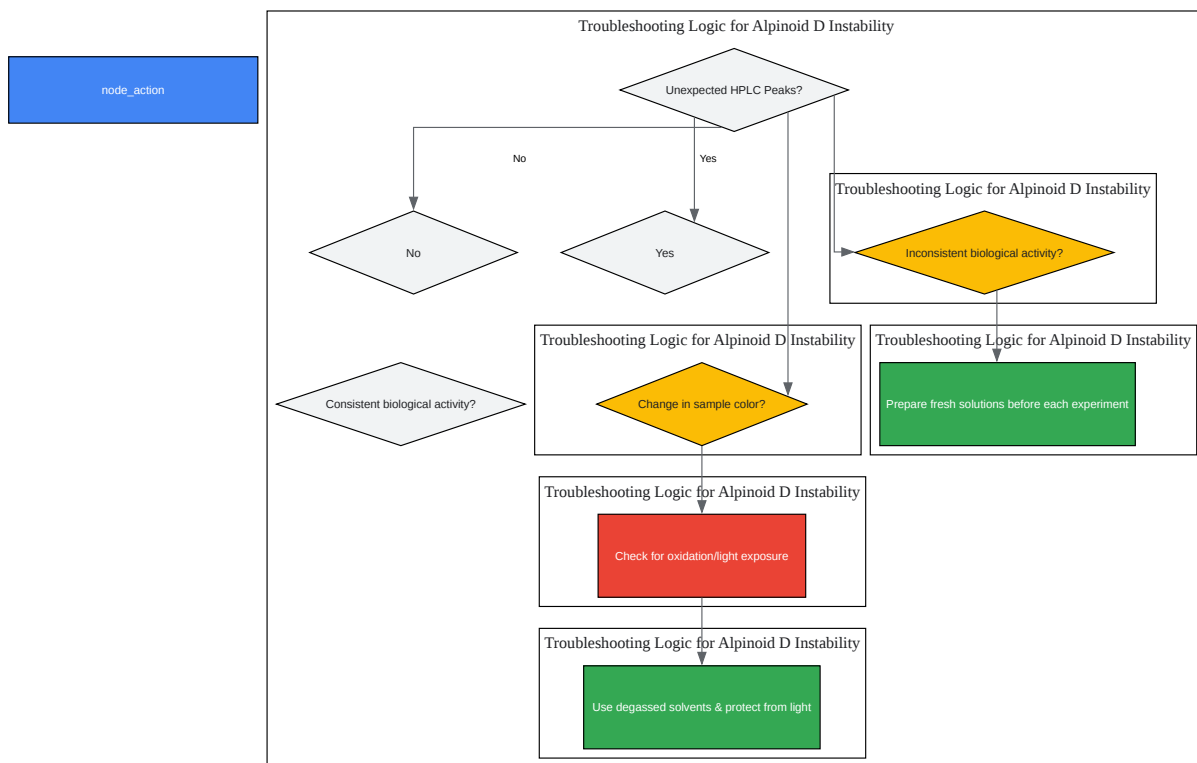 Troubleshooting Logic for Alpinoid D Instability
node_action
Unexpected HPLC Peaks?
No
Yes
Troubleshooting Logic for Alpinoid D Instability
No
Yes
Inconsistent biological activity?
Troubleshooting Logic for Alpinoid D Instability
Troubleshooting Logic for Alpinoid D Instability
Consistent biological activity?
Change in sample color?
Prepare fresh solutions before each experiment
Troubleshooting Logic for Alpinoid D Instability
Check for oxidation/light exposure
Troubleshooting Logic for Alpinoid D Instability
Use degassed solvents & protect from light